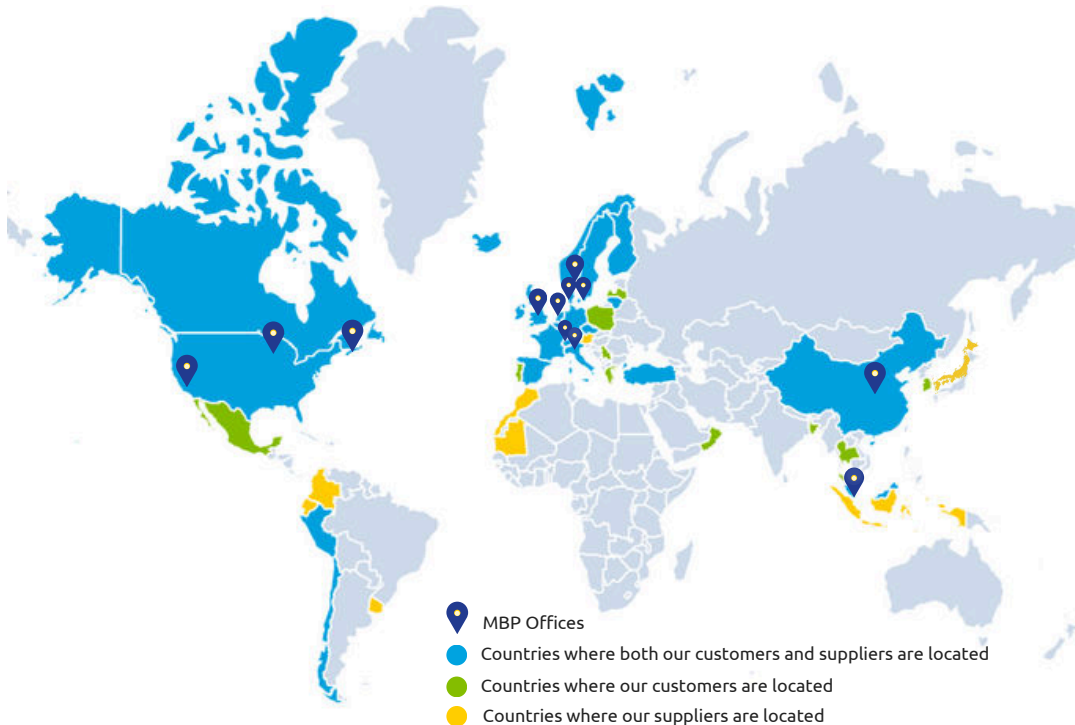 MBP Offices
Countries where both our customers and suppliers are located
Countries where our customers are located
Countries where our suppliers are located